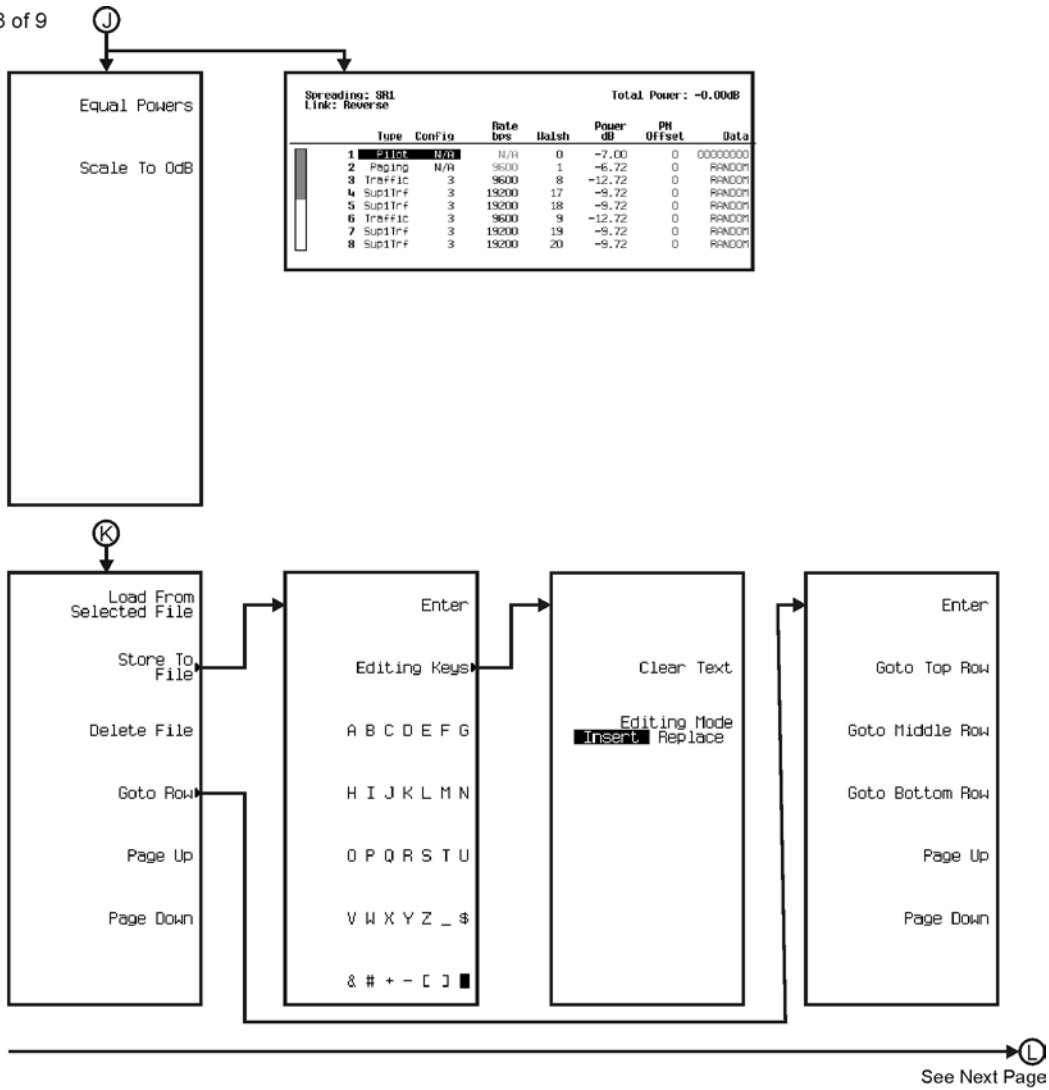 3 of 9
J
Equal Powers
Scale To 0dB
Spreading: SR1 Total Power: -0.00dB
Link: Reverse
Rate Power PN
Type Config bps Walsh dB Offset Data
1 Pilot N/A N/A 0 -7.00 0 00000000
2 Paging N/A 9600 1 -6.72 0 RANDOM
3 Traffic 3 9600 8 -12.72 0 RANDOM
4 Sup1Trf 3 19200 17 -9.72 0 RANDOM
5 Sup1Trf 3 19200 18 -9.72 0 RANDOM
6 Traffic 3 9600 9 -12.72 0 RANDOM
7 Sup1Trf 3 19200 19 -9.72 0 RANDOM
8 Sup1Trf 3 19200 20 -9.72 0 RANDOM
K
Load From
Selected File
Store To
File
Delete File
Goto Row
Page Up
Page Down
Enter
Editing Keys
A B C D E F G
H I J K L M N
O P Q R S T U
V W X Y Z _ $
& # + - [ ]
Clear Text
Editing Mode
Insert Replace
Enter
Goto Top Row
Goto Middle Row
Goto Bottom Row
Page Up
Page Down
L
See Next Page